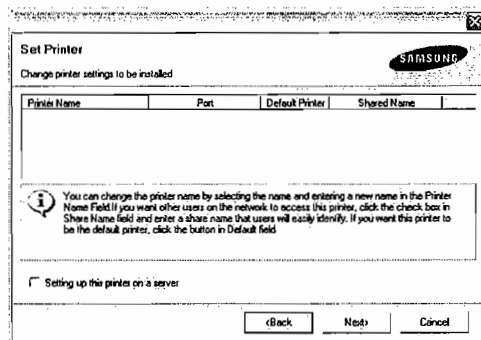 Set Printer
SAMSUNG
Change printer settings to be installed
Printer Name Port Default Printer Shared Name
You can change the printer name by selecting the name and entering a new name in the Printer
Name Field.If you want other users on the network to access this printer, click the check box in
Share Name field and enter a share name that users will easily identify. If you want this printer to
be the default printer, click the button in Default field
Setting up this printer on a server
<Back Next> Cancel